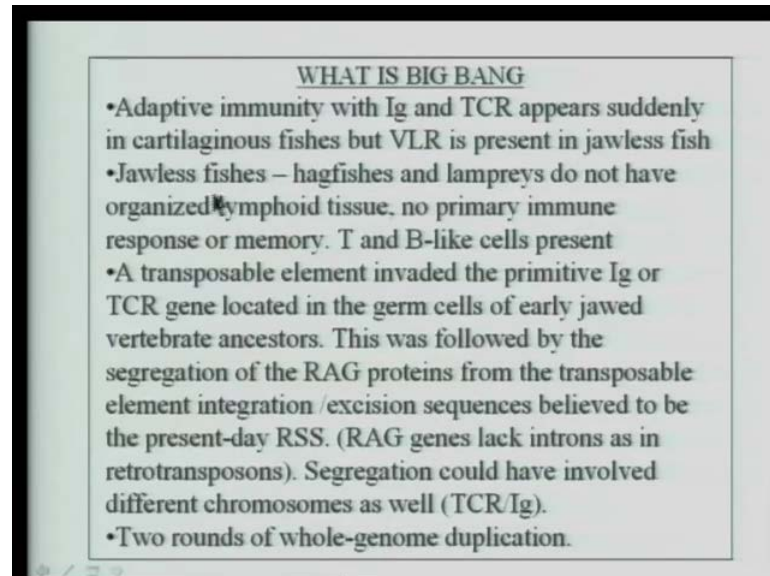 WHAT IS BIG BANG
•Adaptive immunity with Ig and TCR appears suddenly
in cartilaginous fishes but VLR is present in jawless fish
•Jawless fishes – hagfishes and lampreys do not have
organized lymphoid tissue, no primary immune
response or memory. T and B-like cells present
•A transposable element invaded the primitive Ig or
TCR gene located in the germ cells of early jawed
vertebrate ancestors. This was followed by the
segregation of the RAG proteins from the transposable
element integration /excision sequences believed to be
the present-day RSS. (RAG genes lack introns as in
retrotransposons). Segregation could have involved
different chromosomes as well (TCR/Ig).
•Two rounds of whole-genome duplication.